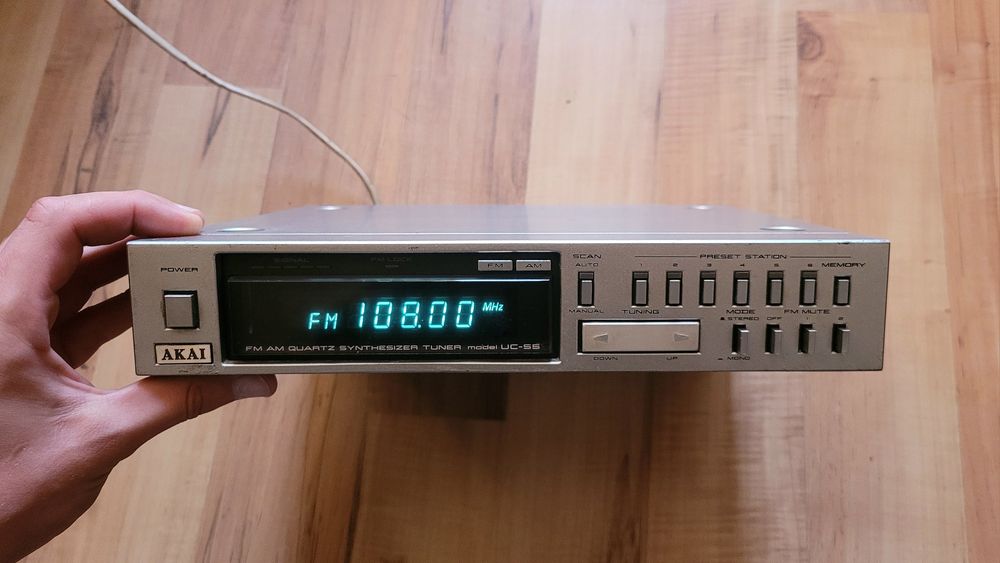 POWER
AKAI
SIGNAL
FM LOCK
FM AM
FM 108.00 MHz
FM AM QUARTZ SYNTHESIZER TUNER model UC-S5
SCAN
AUTO
MANUAL
PRESET STATION
1 2 3 4 5 6 MEMORY
TUNING
DOWN UP
MODE FM MUTE
STEREO OFF 1 2
MONO